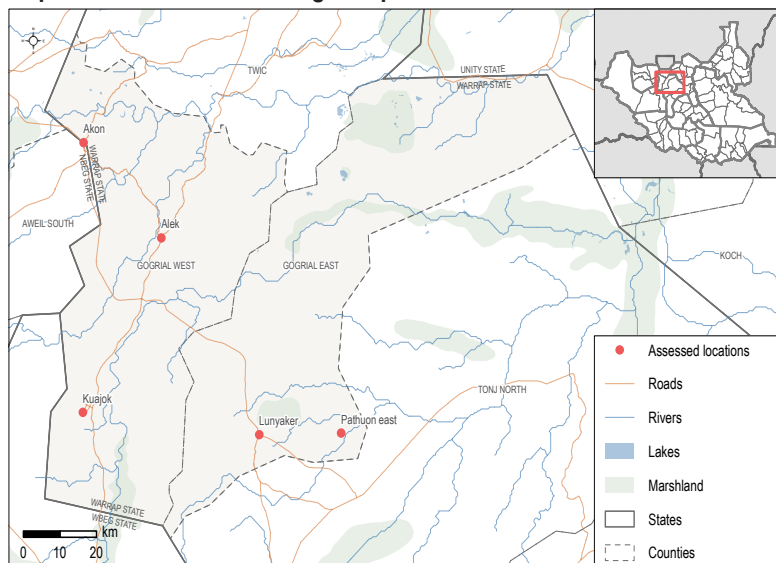 TWIC
UNITY STATE
WARRAP STATE
Akon
WARRAP STATE
NBEG STATE
AWEIL SOUTH
Alek
GOGRIAL WEST
GOGRIAL EAST
KOCH
Kuajok
Lunyaker
Pathuon east
TONJ NORTH
WARRAP STATE
WBEG STATE
km
0 10 20
Assessed locations
Roads
Rivers
Lakes
Marshland
States
Counties